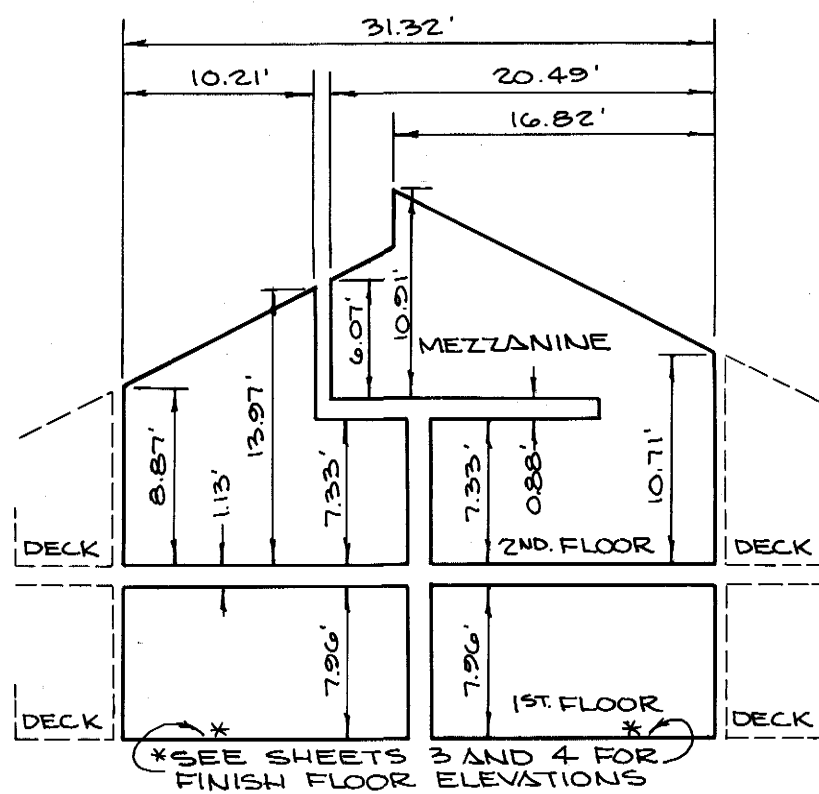 31.32'
10.21'
20.49'
16.82'
10.91'
6.07'
MEZZANINE
13.97'
8.87'
1.13'
7.33'
7.33'
0.88'
10.71'
DECK
2ND. FLOOR
DECK
7.96'
7.96'
1ST. FLOOR
DECK
*
*
DECK
*SEE SHEETS 3 AND 4 FOR
FINISH FLOOR ELEVATIONS